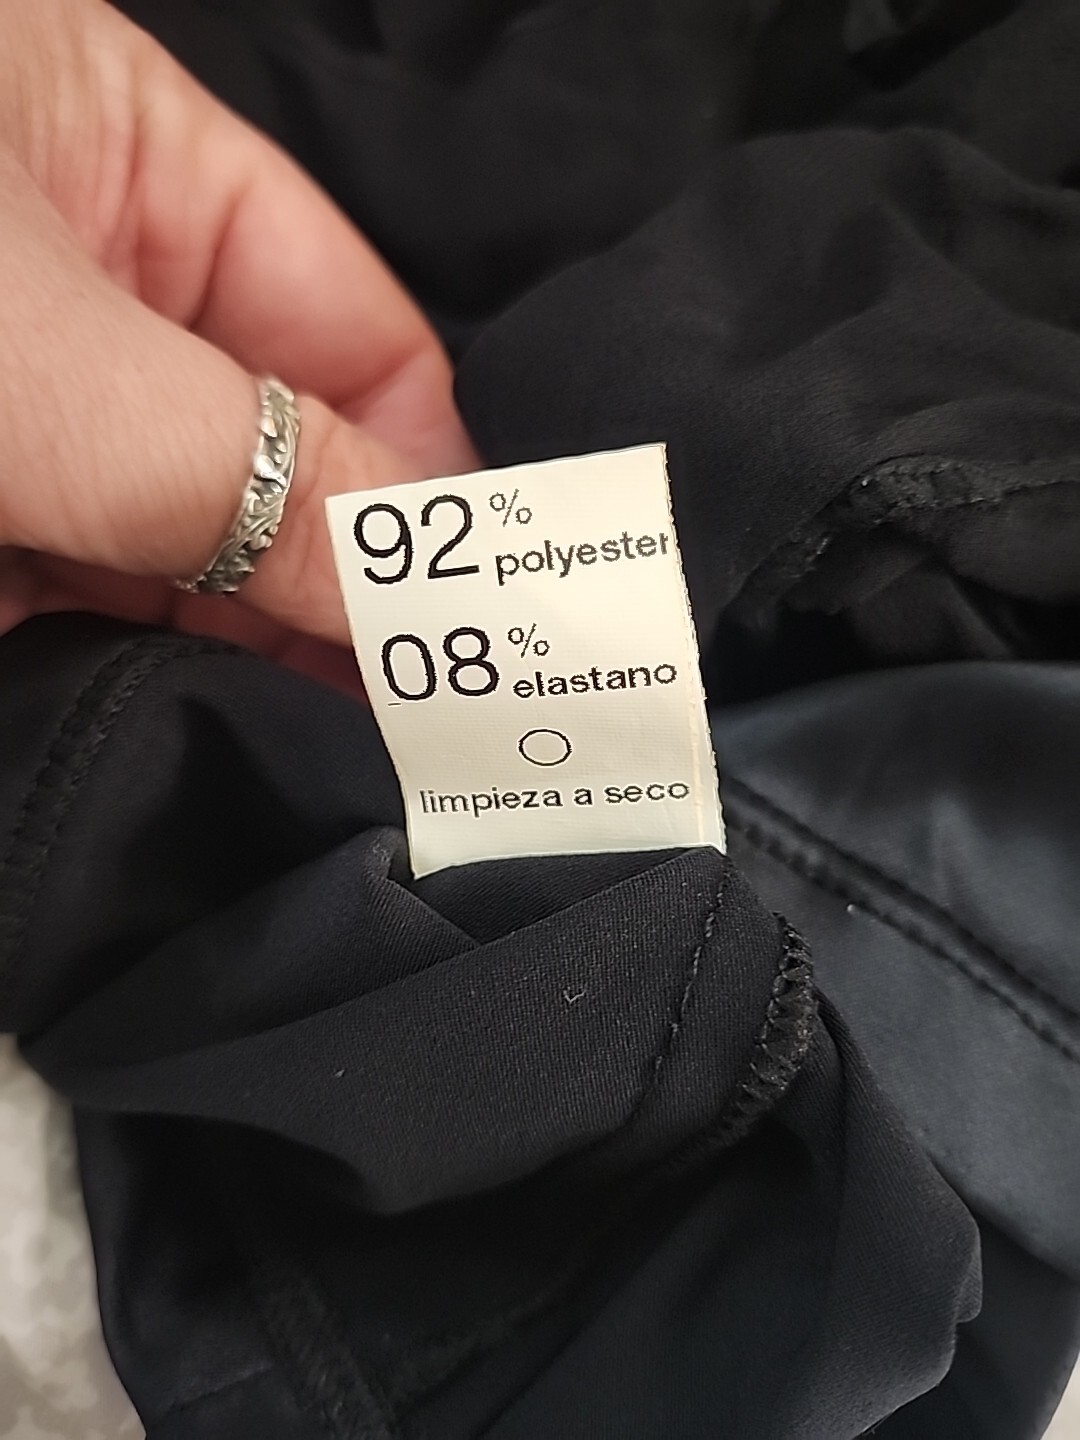 92 % polyester
08 % elastano
limpieza a seco